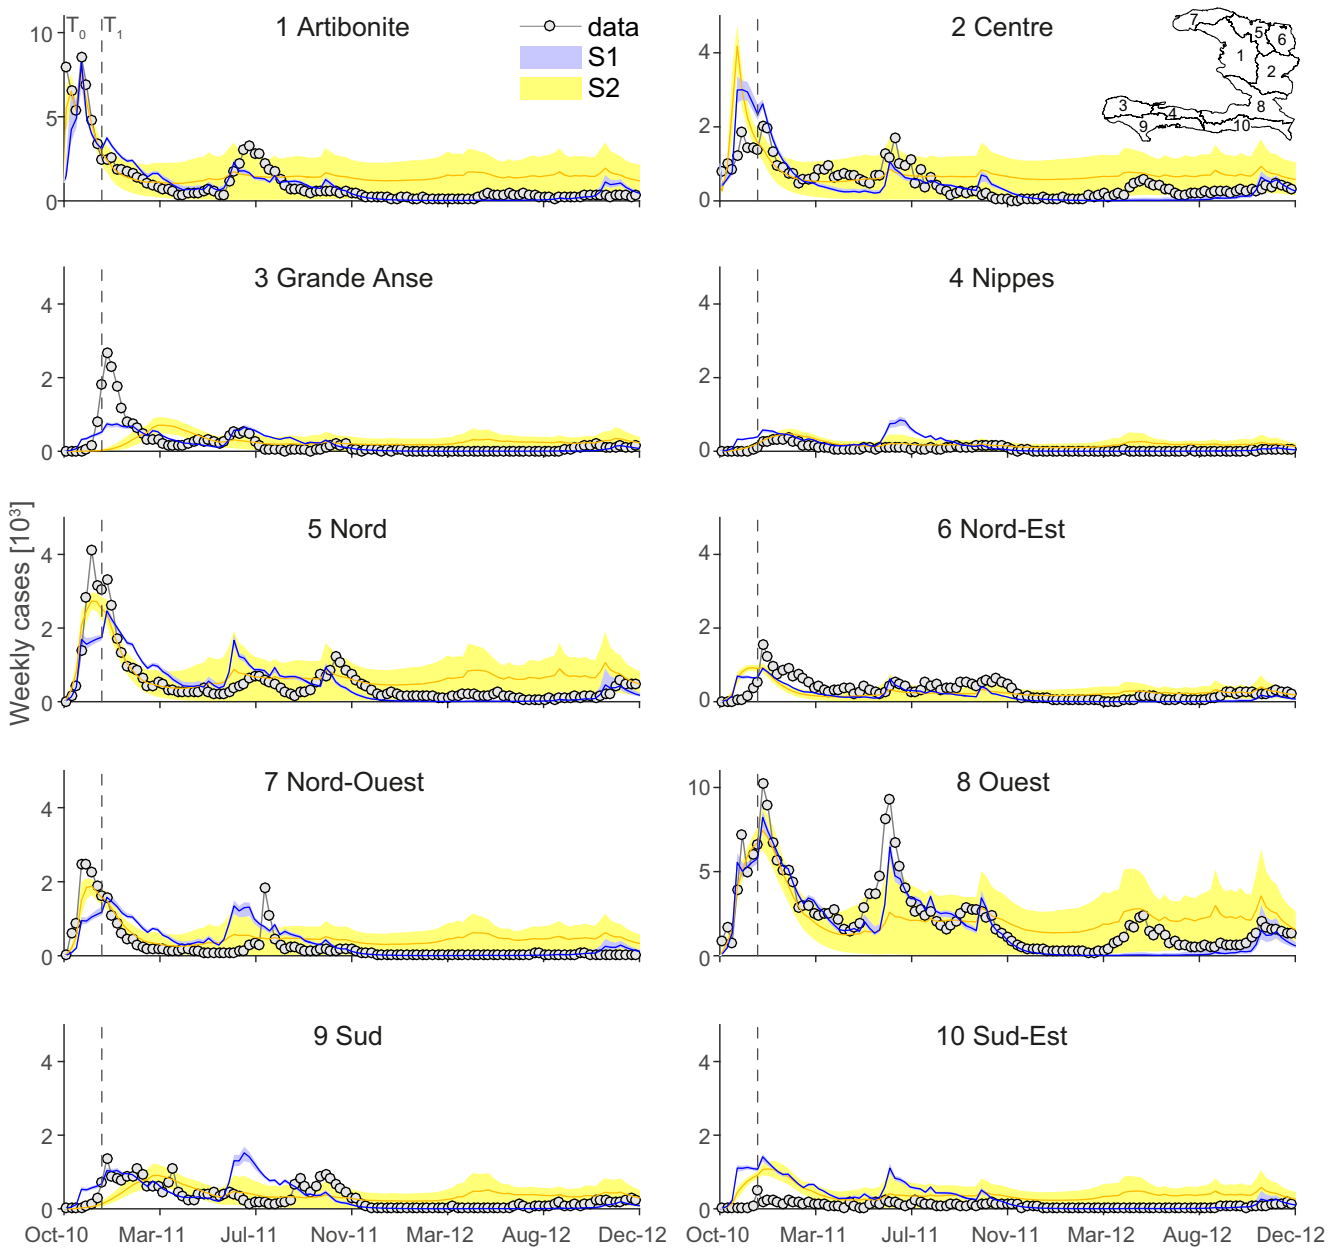 T0 T1
1 Artibonite
data
S1
S2
10
5
0
2 Centre
4
2
0
7
5
6
1
2
3
4
8
9
10
3 Grande Anse
4
2
0
4 Nippes
4
2
0
Weekly cases [10³]
5 Nord
4
2
0
6 Nord-Est
4
2
0
7 Nord-Ouest
4
2
0
8 Ouest
10
5
0
9 Sud
4
2
0
Oct-10 Mar-11 Jul-11 Nov-11 Mar-12 Aug-12 Dec-12
10 Sud-Est
4
2
0
Oct-10 Mar-11 Jul-11 Nov-11 Mar-12 Aug-12 Dec-12